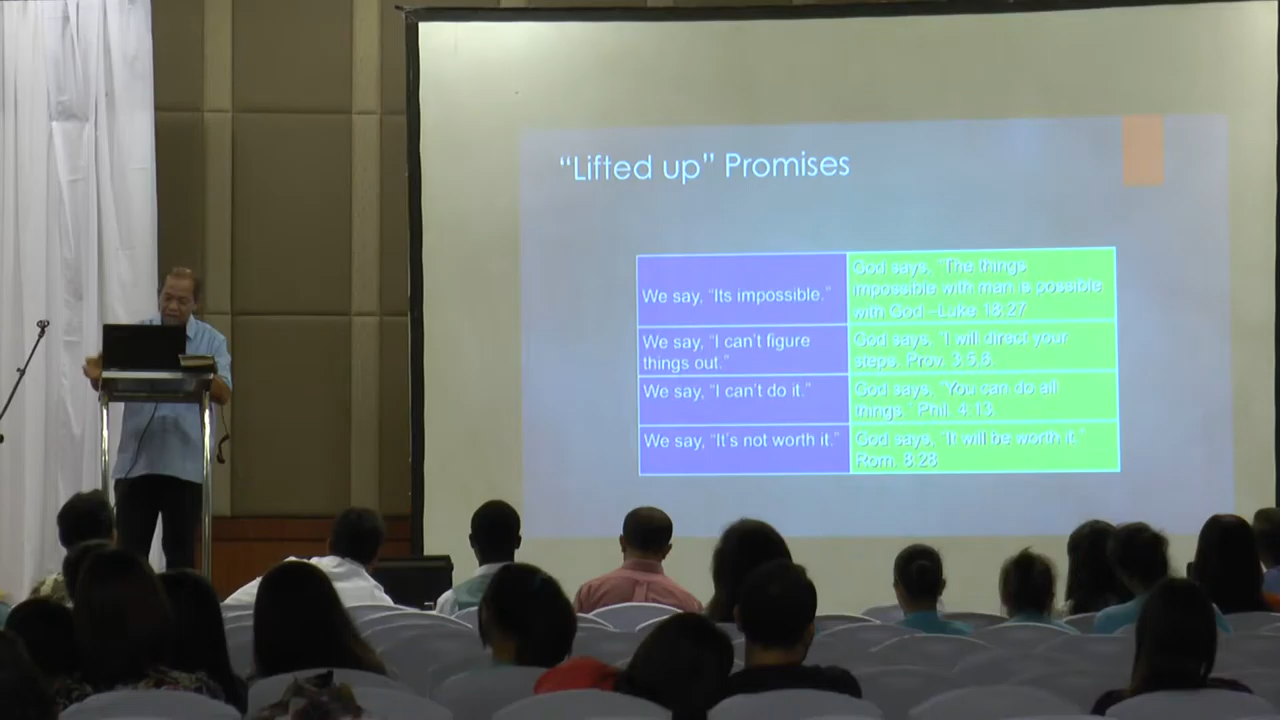 “Lifted up” Promises
We say, “Its impossible.”
God says, “The things
impossible with man is possible
with God –Luke 18:27
We say, “I can’t figure
things out.”
God says, “I will direct your
steps. Prov. 3:5,6
We say, “I can’t do it.”
God says, “You can do all
things.” Phil. 4:13
We say, “It’s not worth it.”
God says, “It will be worth it.”
Rom. 8:28